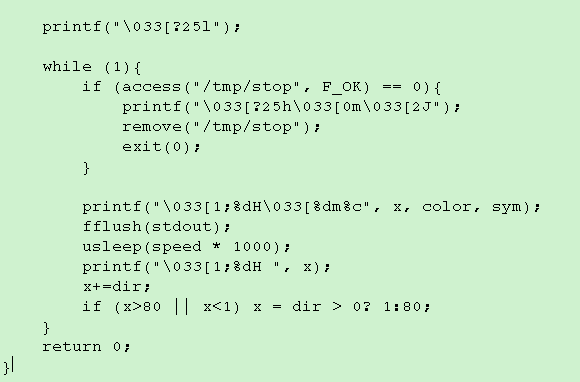 printf("\033[?25l");

while (1){
    if (access("/tmp/stop", F_OK) == 0){
        printf("\033[?25h\033[0m\033[2J");
        remove("/tmp/stop");
        exit(0);
    }

    printf("\033[1;%dH\033[%dm%c", x, color, sym);
    fflush(stdout);
    usleep(speed * 1000);
    printf("\033[1;%dH ", x);
    x+=dir;
    if (x>80 || x<1) x = dir > 0? 1:80;
}
return 0;
}